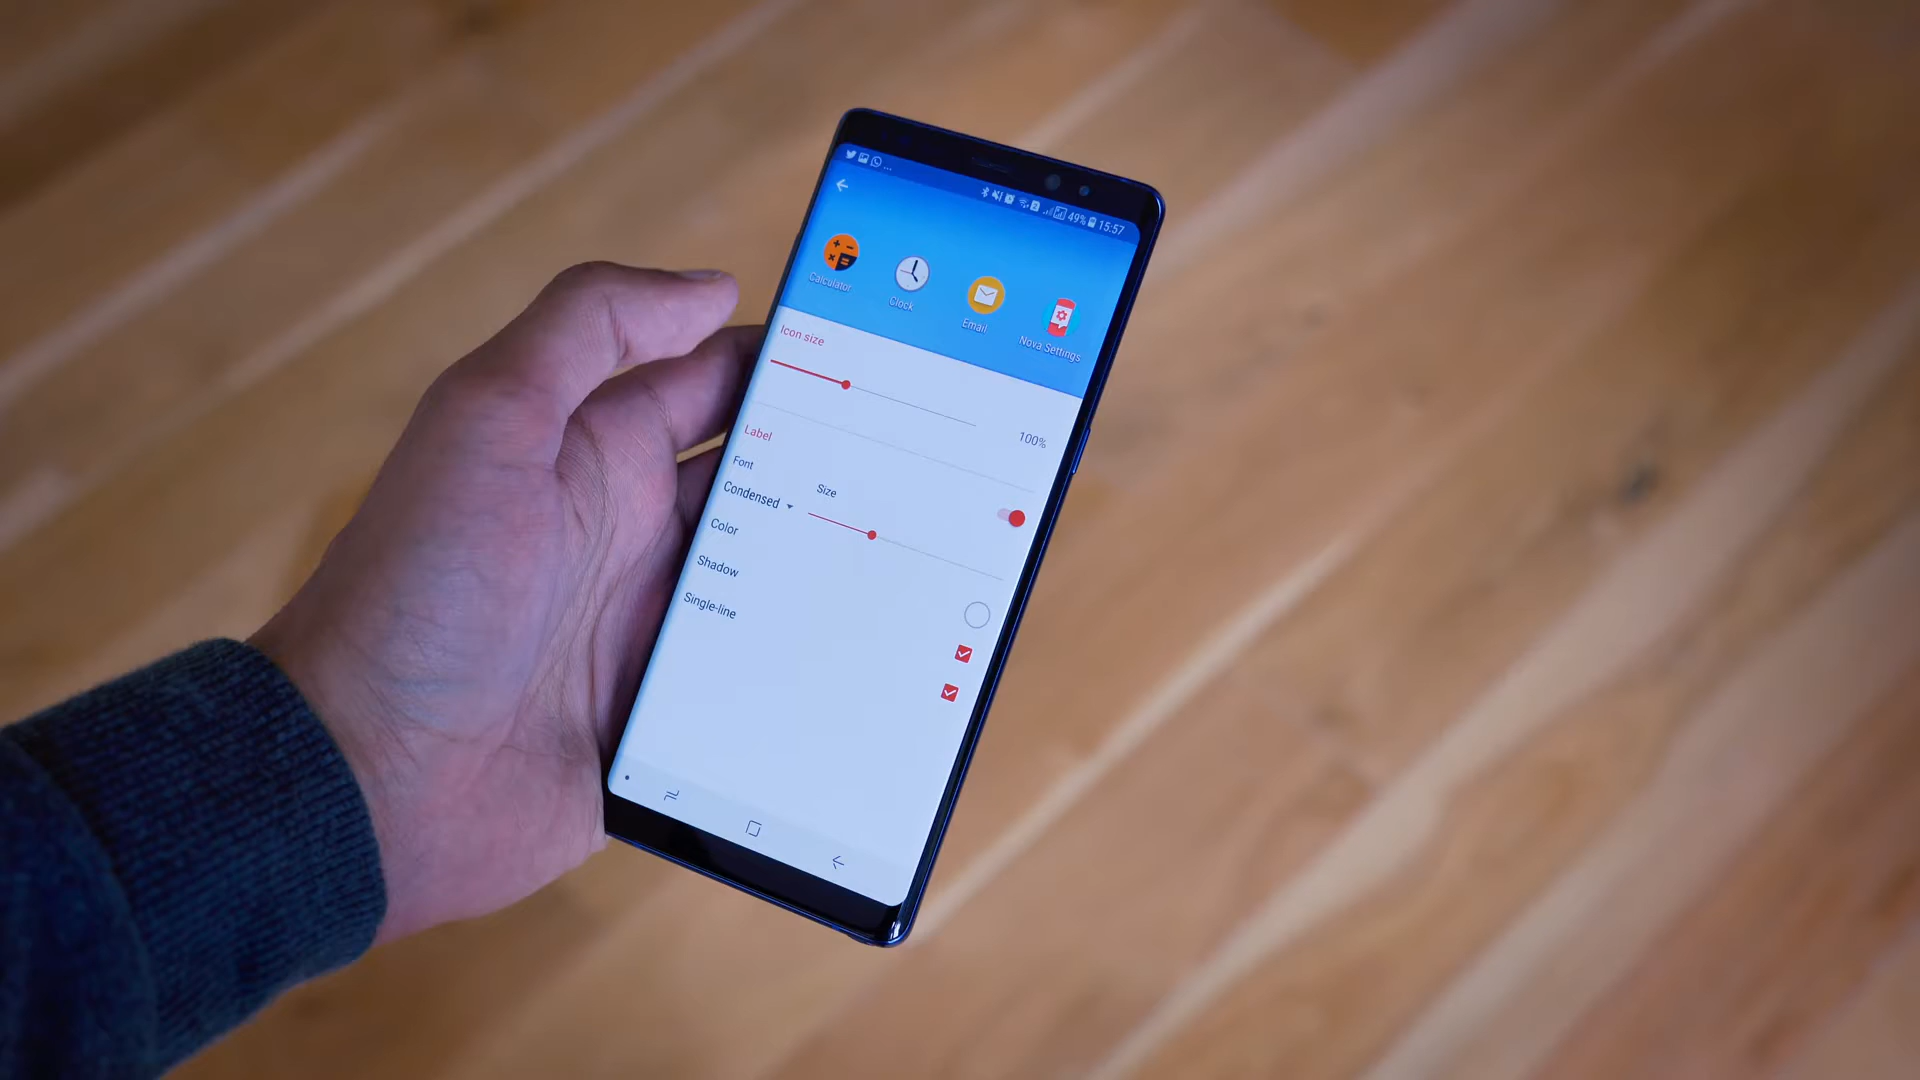 ... 49% 15:57
Calculator Clock Email Nova Settings
Icon size
100%
Label
Font Size
Condensed
Color
Shadow
Single-line